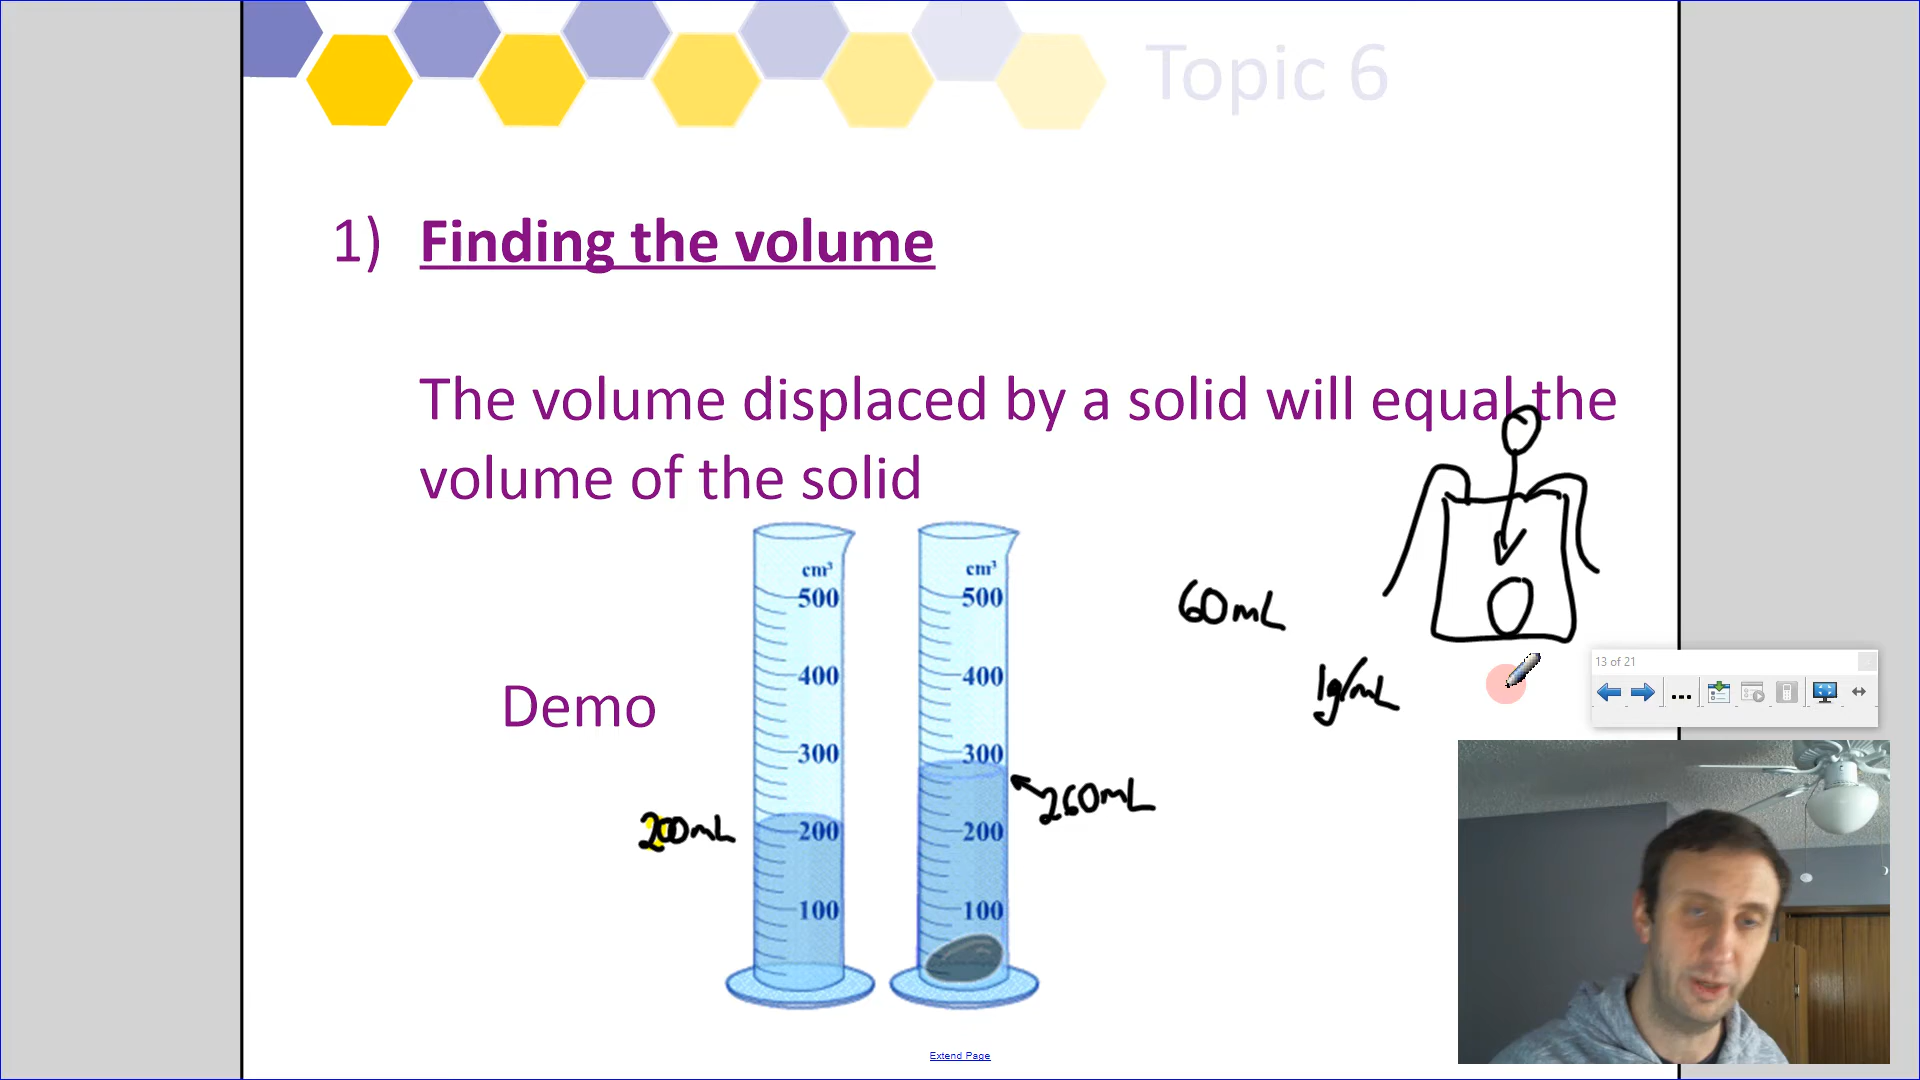 Topic 6
1) Finding the volume
The volume displaced by a solid will equal the
volume of the solid
cm³
500
400
300
200
100
cm³
500
400
300
200
100
60mL
1g/mL
Demo
200mL
260mL
13 of 21
...
Extend Page